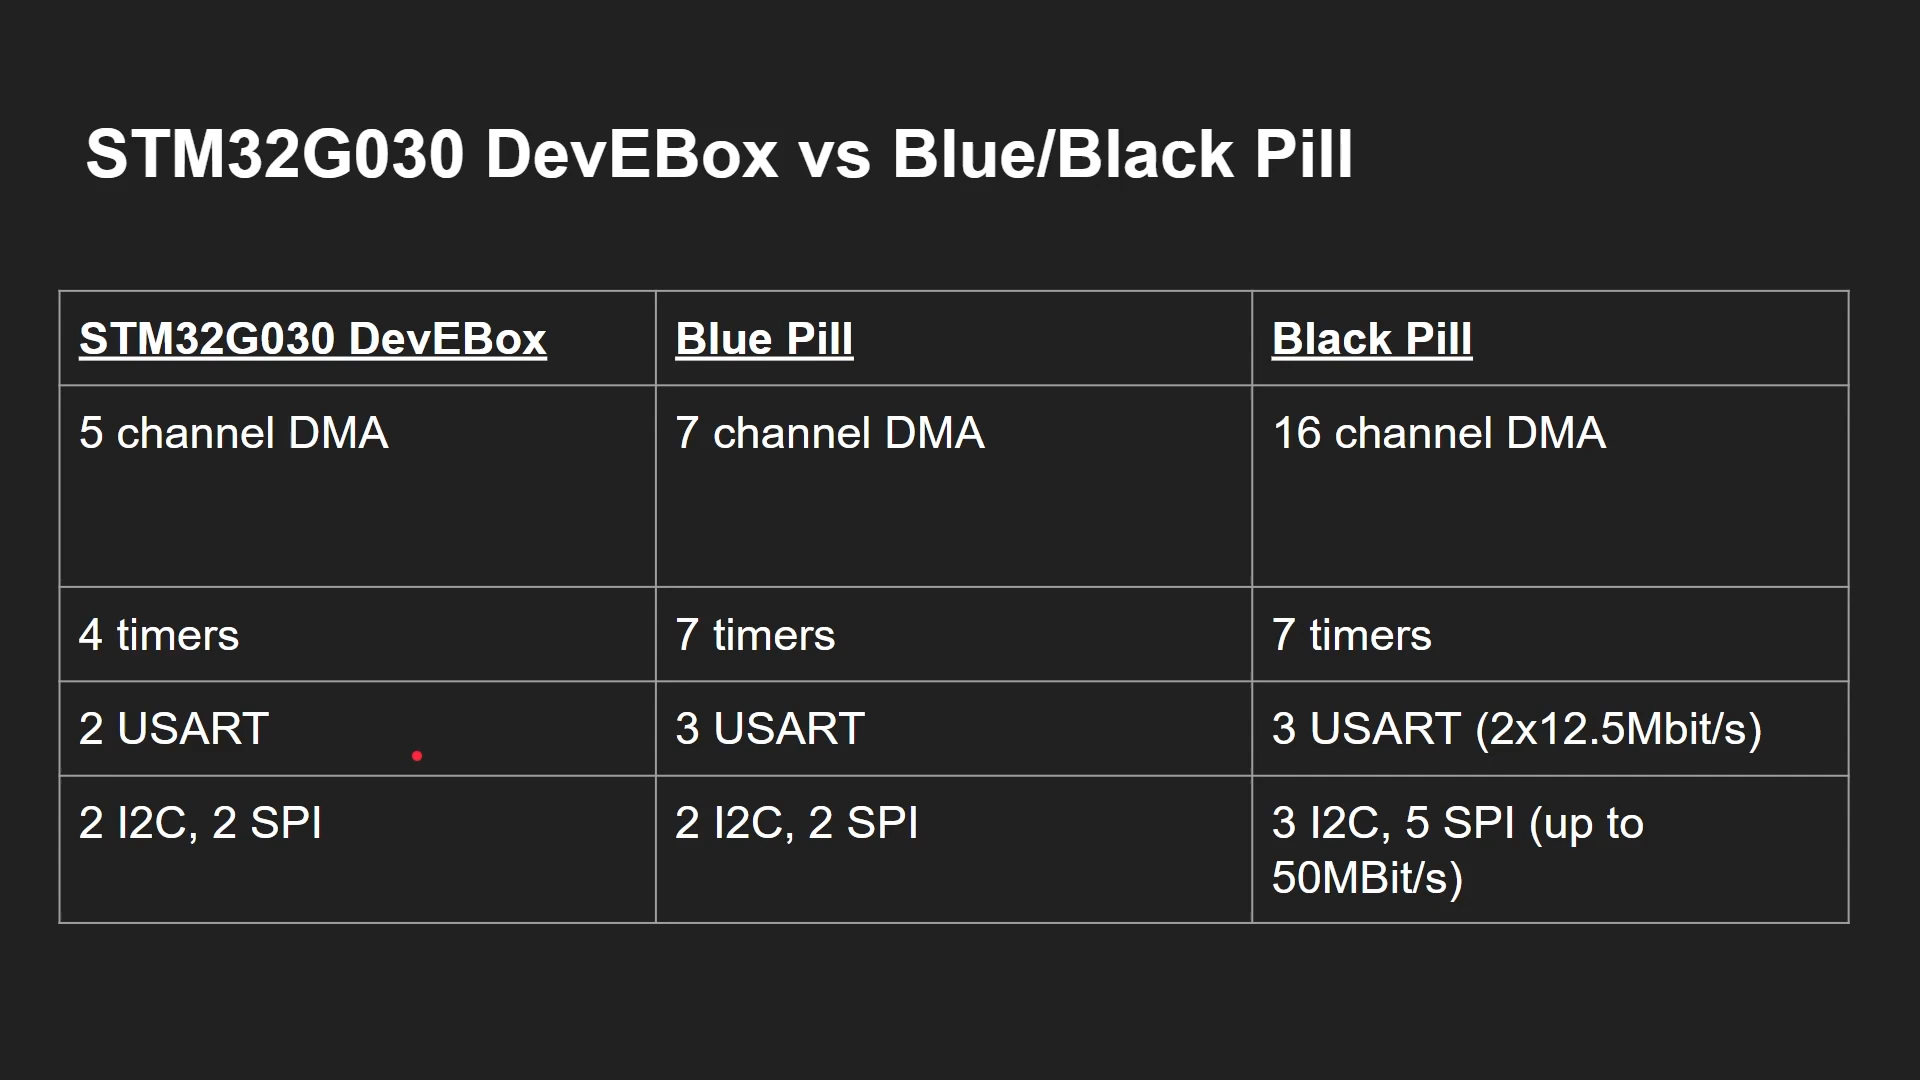 STM32G030 DevEBox vs Blue/Black Pill
STM32G030 DevEBox
Blue Pill
Black Pill
5 channel DMA
7 channel DMA
16 channel DMA
4 timers
7 timers
7 timers
2 USART
3 USART
3 USART (2x12.5Mbit/s)
2 I2C, 2 SPI
2 I2C, 2 SPI
3 I2C, 5 SPI (up to
50MBit/s)